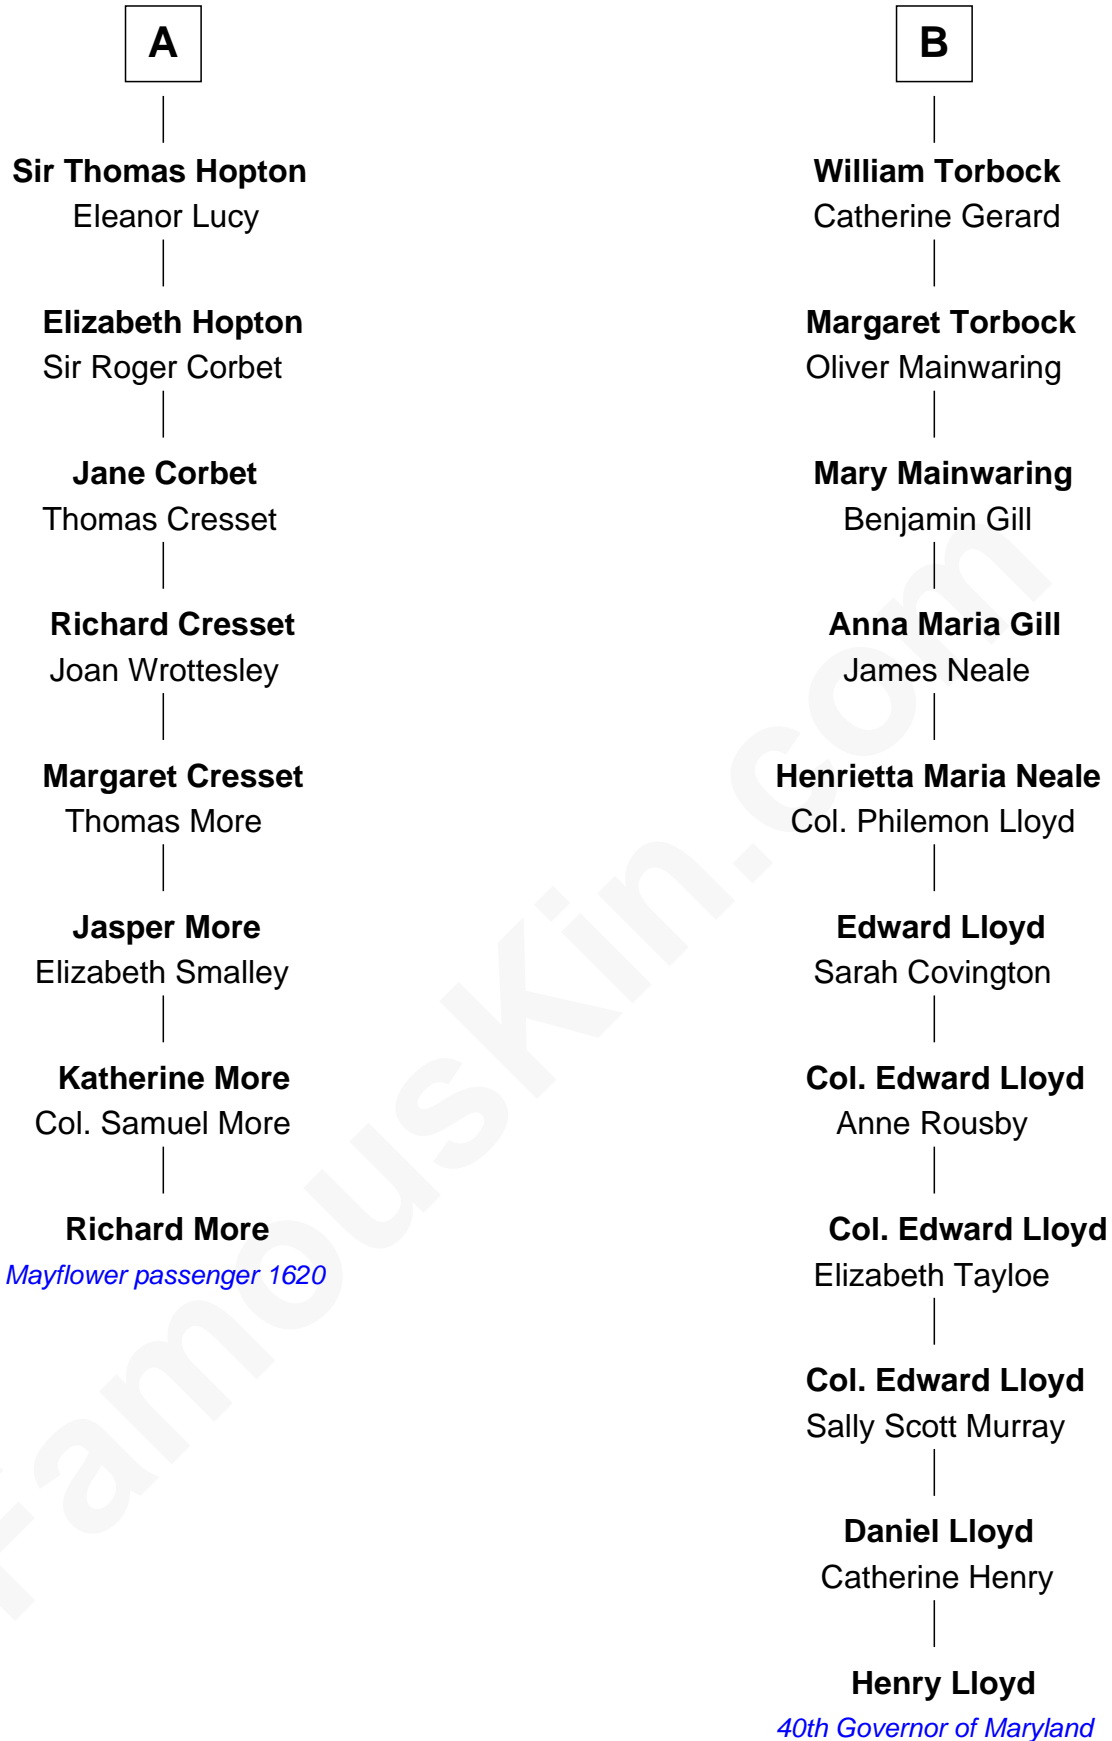 A
Sir Thomas Hopton
Eleanor Lucy
Elizabeth Hopton
Sir Roger Corbet
Jane Corbet
Thomas Cresset
Richard Cresset
Joan Wrottesley
Margaret Cresset
Thomas More
Jasper More
Elizabeth Smalley
Katherine More
Col. Samuel More
Richard More
Mayflower passenger 1620
B
William Torbock
Catherine Gerard
Margaret Torbock
Oliver Mainwaring
Mary Mainwaring
Benjamin Gill
Anna Maria Gill
James Neale
Henrietta Maria Neale
Col. Philemon Lloyd
Edward Lloyd
Sarah Covington
Col. Edward Lloyd
Anne Rousby
Col. Edward Lloyd
Elizabeth Tayloe
Col. Edward Lloyd
Sally Scott Murray
Daniel Lloyd
Catherine Henry
Henry Lloyd
40th Governor of Maryland
FamousKin.com